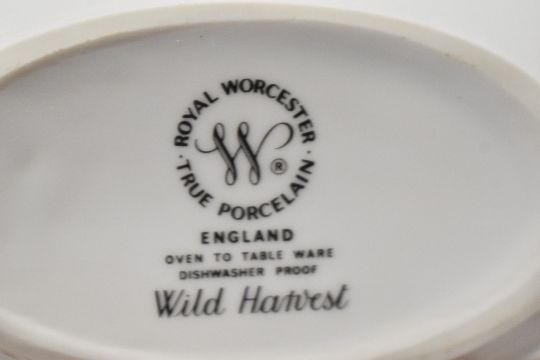 ROYAL WORCESTER
W ®
· TRUE PORCELAIN ·
ENGLAND
OVEN TO TABLE WARE
DISHWASHER PROOF
Wild Harvest